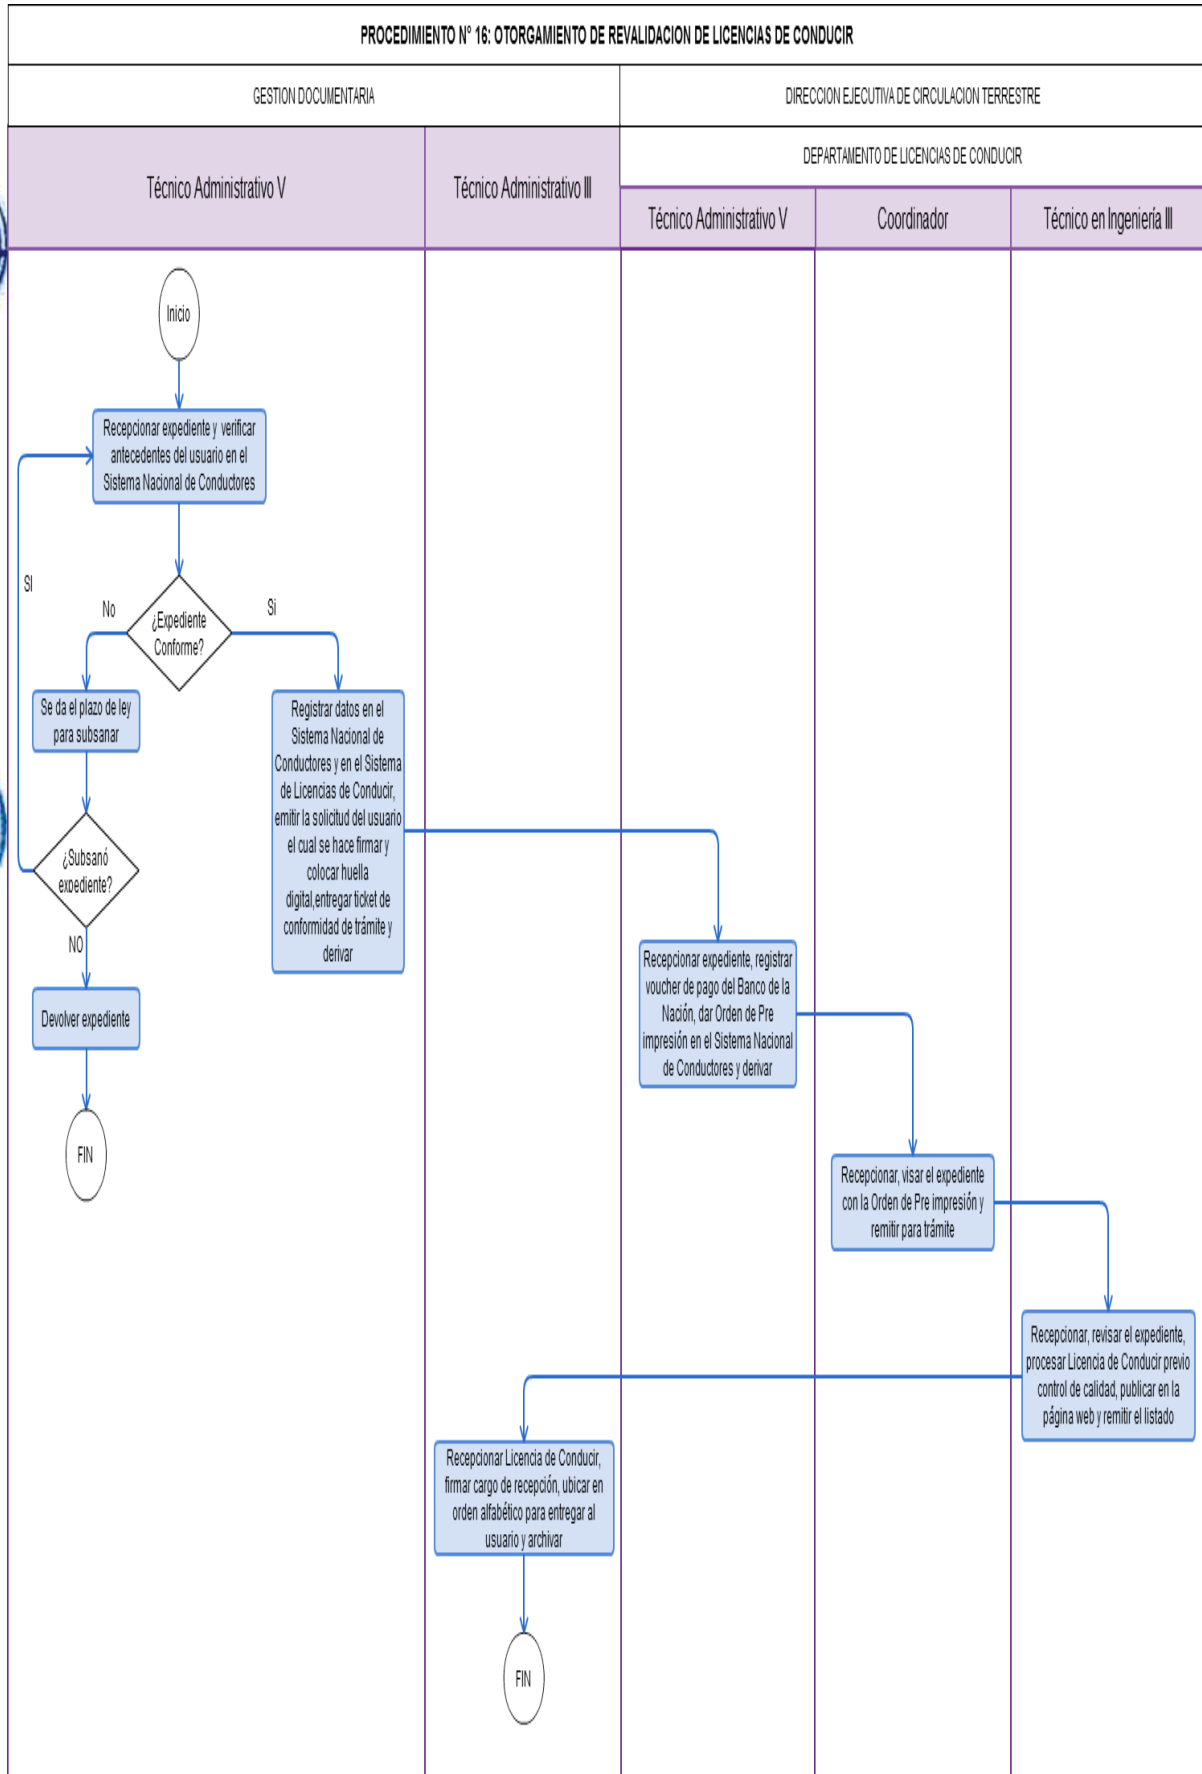 PROCEDIMIENTO N° 16: OTORGAMIENTO DE REVALIDACION DE LICENCIAS DE CONDUCIR
GESTION DOCUMENTARIA
DIRECCION EJECUTIVA DE CIRCULACION TERRESTRE
DEPARTAMENTO DE LICENCIAS DE CONDUCIR
Técnico Administrativo V
Técnico Administrativo III
Técnico Administrativo V
Coordinador
Técnico en Ingeniería III
Inicio
Recepcionar expediente y verificar
antecedentes del usuario en el
Sistema Nacional de Conductores
SI
No
¿Expediente
Conforme?
Si
Se da el plazo de ley
para subsanar
Registrar datos en el
Sistema Nacional de
Conductores y en el Sistema
de Licencias de Conducir,
emitir la solicitud del usuario
el cual se hace firmar y
colocar huella
digital,entregar ticket de
conformidad de trámite y
derivar
¿Subsanó
expediente?
NO
Devolver expediente
FIN
Recepcionar expediente, registrar
voucher de pago del Banco de la
Nación, dar Orden de Pre
impresión en el Sistema Nacional
de Conductores y derivar
Recepcionar, visar el expediente
con la Orden de Pre impresión y
remitir para trámite
Recepcionar, revisar el expediente,
procesar Licencia de Conducir previo
control de calidad, publicar en la
página web y remitir el listado
Recepcionar Licencia de Conducir,
firmar cargo de recepción, ubicar en
orden alfabético para entregar al
usuario y archivar
FIN